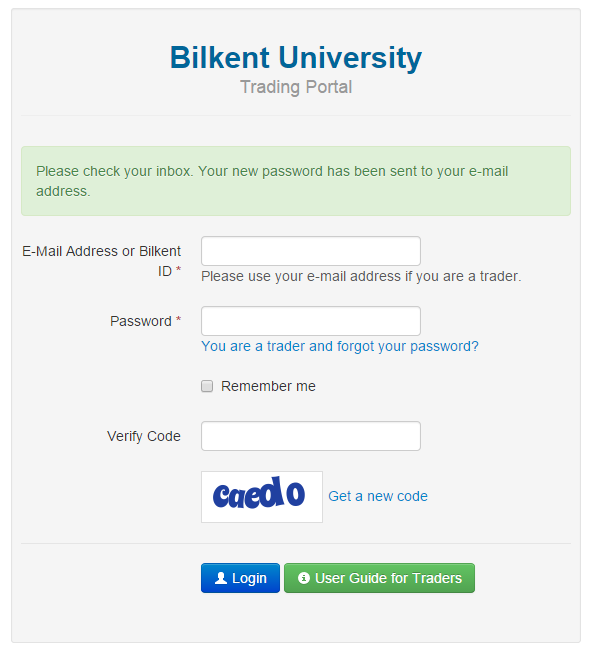 Bilkent University
Trading Portal
Please check your inbox. Your new password has been sent to your e-mail
address.
E-Mail Address or Bilkent
ID *
Please use your e-mail address if you are a trader.
Password *
You are a trader and forgot your password?
Remember me
Verify Code
caedo
Get a new code
Login
User Guide for Traders